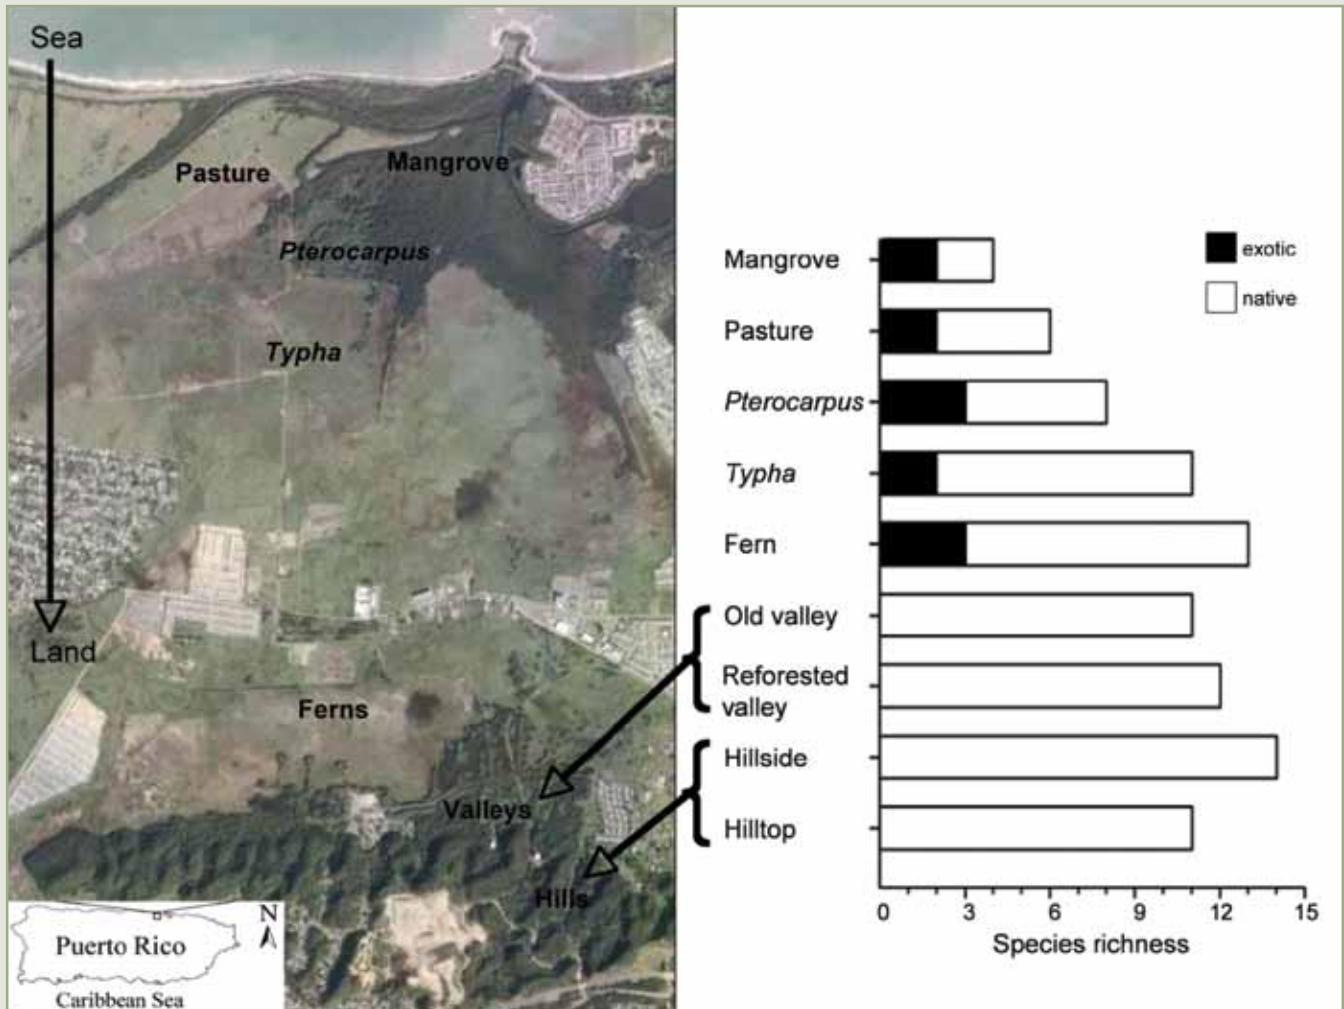 Sea
Pasture
Mangrove
Pterocarpus
Typha
Land
Ferns
Valleys
Hills
N
Puerto Rico
Caribbean Sea
exotic
native
Mangrove
Pasture
Pterocarpus
Typha
Fern
Old valley
Reforested
valley
Hillside
Hilltop
0 3 6 9 12 15
Species richness